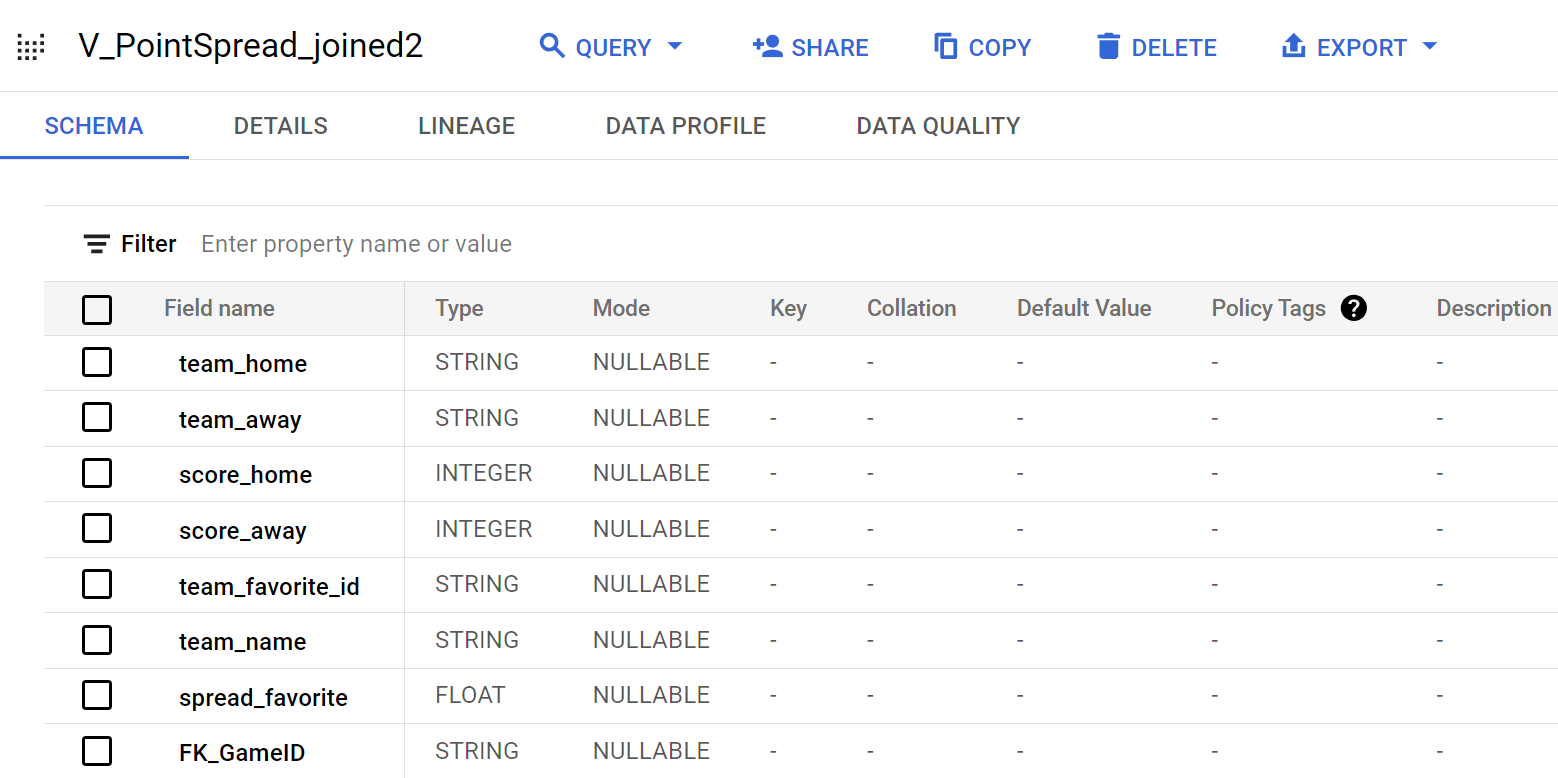 V_PointSpread_joined2 QUERY SHARE COPY DELETE EXPORT
SCHEMA DETAILS LINEAGE DATA PROFILE DATA QUALITY
Filter Enter property name or value
Field name Type Mode Key Collation Default Value Policy Tags ? Description
team_home STRING NULLABLE - - - - -
team_away STRING NULLABLE - - - - -
score_home INTEGER NULLABLE - - - - -
score_away INTEGER NULLABLE - - - - -
team_favorite_id STRING NULLABLE - - - - -
team_name STRING NULLABLE - - - - -
spread_favorite FLOAT NULLABLE - - - - -
FK_GameID STRING NULLABLE - - - - -